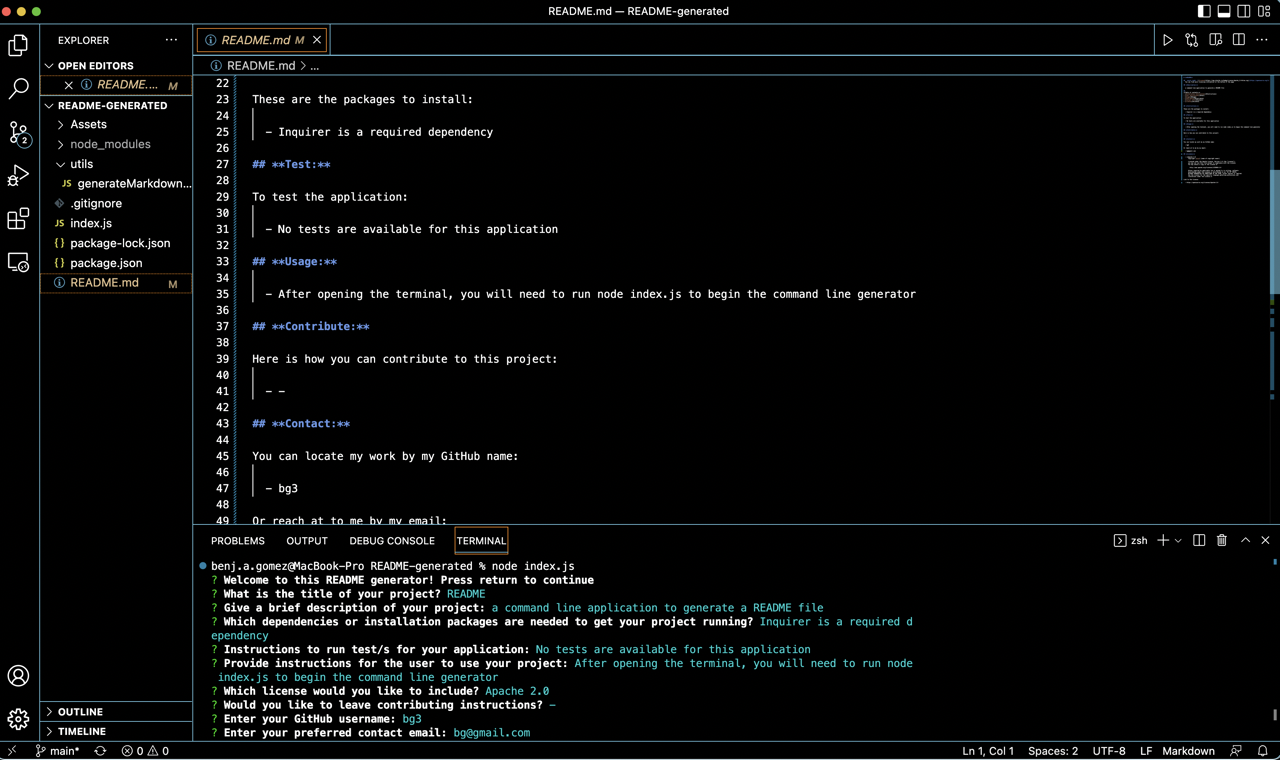 README.md — README-generated
EXPLORER
OPEN EDITORS
README.... M
README-GENERATED
Assets
node_modules
utils
JS generateMarkdown...
.gitignore
JS index.js
{} package-lock.json
{} package.json
README.md M
OUTLINE
TIMELINE
README.md M
README.md > ...
22
23 These are the packages to install:
24
25 - Inquirer is a required dependency
26
27 ## **Test:**
28
29 To test the application:
30
31 - No tests are available for this application
32
33 ## **Usage:**
34
35 - After opening the terminal, you will need to run node index.js to begin the command line generator
36
37 ## **Contribute:**
38
39 Here is how you can contribute to this project:
40
41 - -
42
43 ## **Contact:**
44
45 You can locate my work by my GitHub name:
46
47 - bg3
48
49 Or reach at to me by my email:
PROBLEMS OUTPUT DEBUG CONSOLE TERMINAL
zsh
benj.a.gomez@MacBook-Pro README-generated % node index.js
? Welcome to this README generator! Press return to continue
? What is the title of your project? README
? Give a brief description of your project: a command line application to generate a README file
? Which dependencies or installation packages are needed to get your project running? Inquirer is a required d
ependency
? Instructions to run test/s for your application: No tests are available for this application
? Provide instructions for the user to use your project: After opening the terminal, you will need to run node
index.js to begin the command line generator
? Which license would you like to include? Apache 2.0
? Would you like to leave contributing instructions? -
? Enter your GitHub username: bg3
? Enter your preferred contact email: bg@gmail.com
2
main* 0 0 Ln 1, Col 1 Spaces: 2 UTF-8 LF Markdown